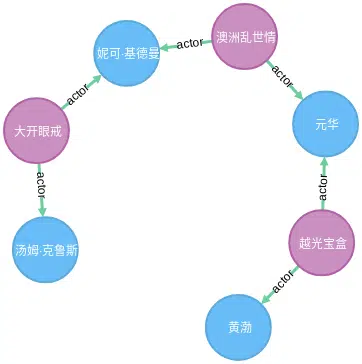 澳洲乱世情
妮可·基德曼
actor
actor
actor
元华
大开眼戒
actor
actor
汤姆·克鲁斯
越光宝盒
actor
黄渤